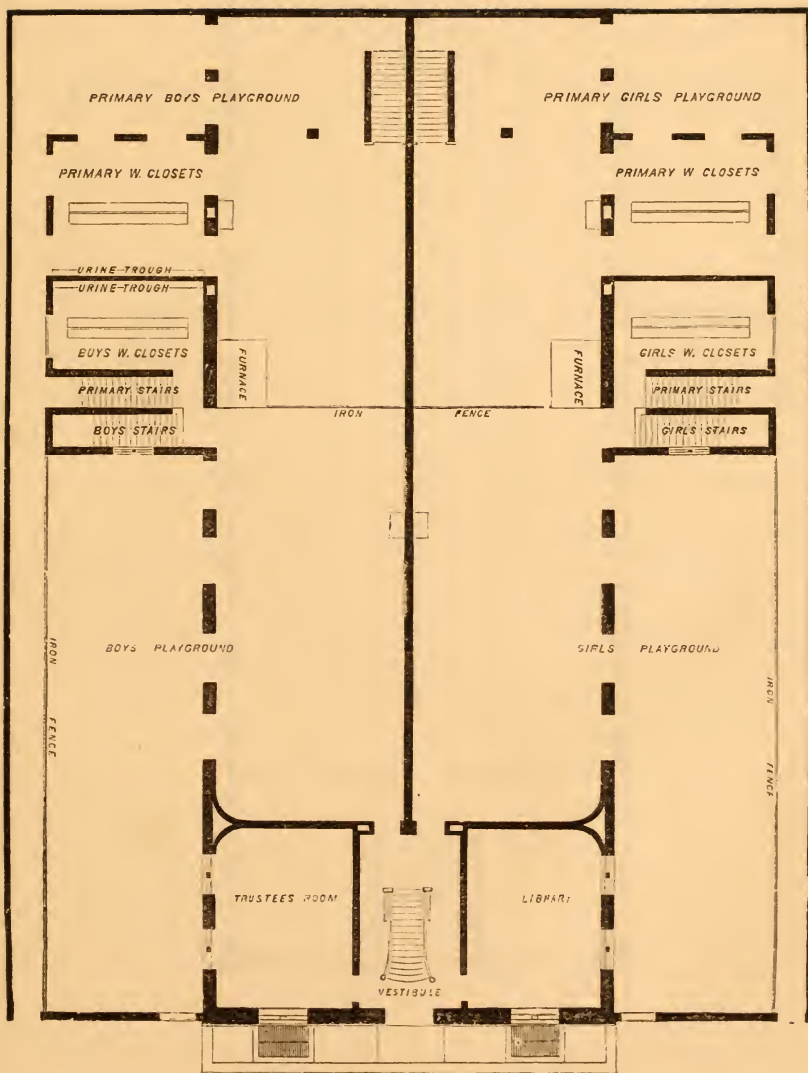 PRIMARY BOYS PLAYGROUND
PRIMARY GIRLS PLAYGROUND
PRIMARY W. CLOSETS
PRIMARY W CLOSETS
URINE-TROUGH
URINE-TROUGH
BOYS W. CLOSETS
FURNACE
FURNACE
GIRLS W. CLOSETS
PRIMARY STAIRS
PRIMARY STAIRS
IRON FENCE
BOYS STAIRS
GIRLS STAIRS
IRON FENCE
BOYS PLAYGROUND
GIRLS PLAYGROUND
IRON FENCE
TRUSTEES ROOM
LIBRARY
VESTIBULE